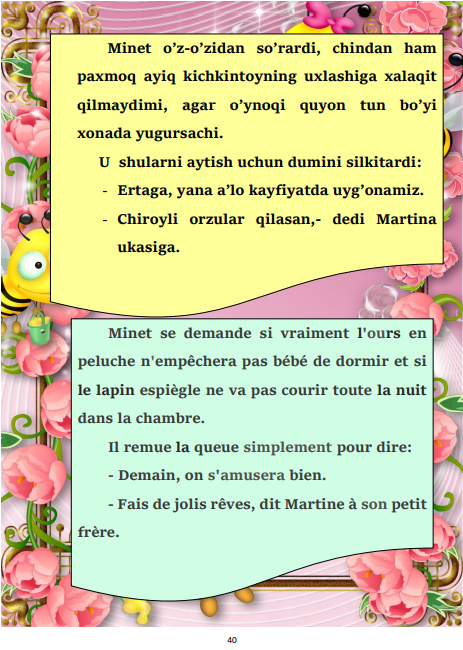 Minet o’z-o’zidan so’rardi, chindan ham
paxmoq ayiq kichkintoyning uxlashiga xalaqit
qilmaydimi, agar o’ynoqi quyon tun bo’yi
xonada yugursachi.
U shularni aytish uchun dumini silkitardi:
- Ertaga, yana a’lo kayfiyatda uyg’onamiz.
- Chiroyli orzular qilasan,- dedi Martina
ukasiga.
Minet se demande si vraiment l'ours en
peluche n'empêchera pas bébé de dormir et si
le lapin espiègle ne va pas courir toute la nuit
dans la chambre.
Il remue la queue simplement pour dire:
- Demain, on s'amusera bien.
- Fais de jolis rêves, dit Martine à son petit
frère.
40